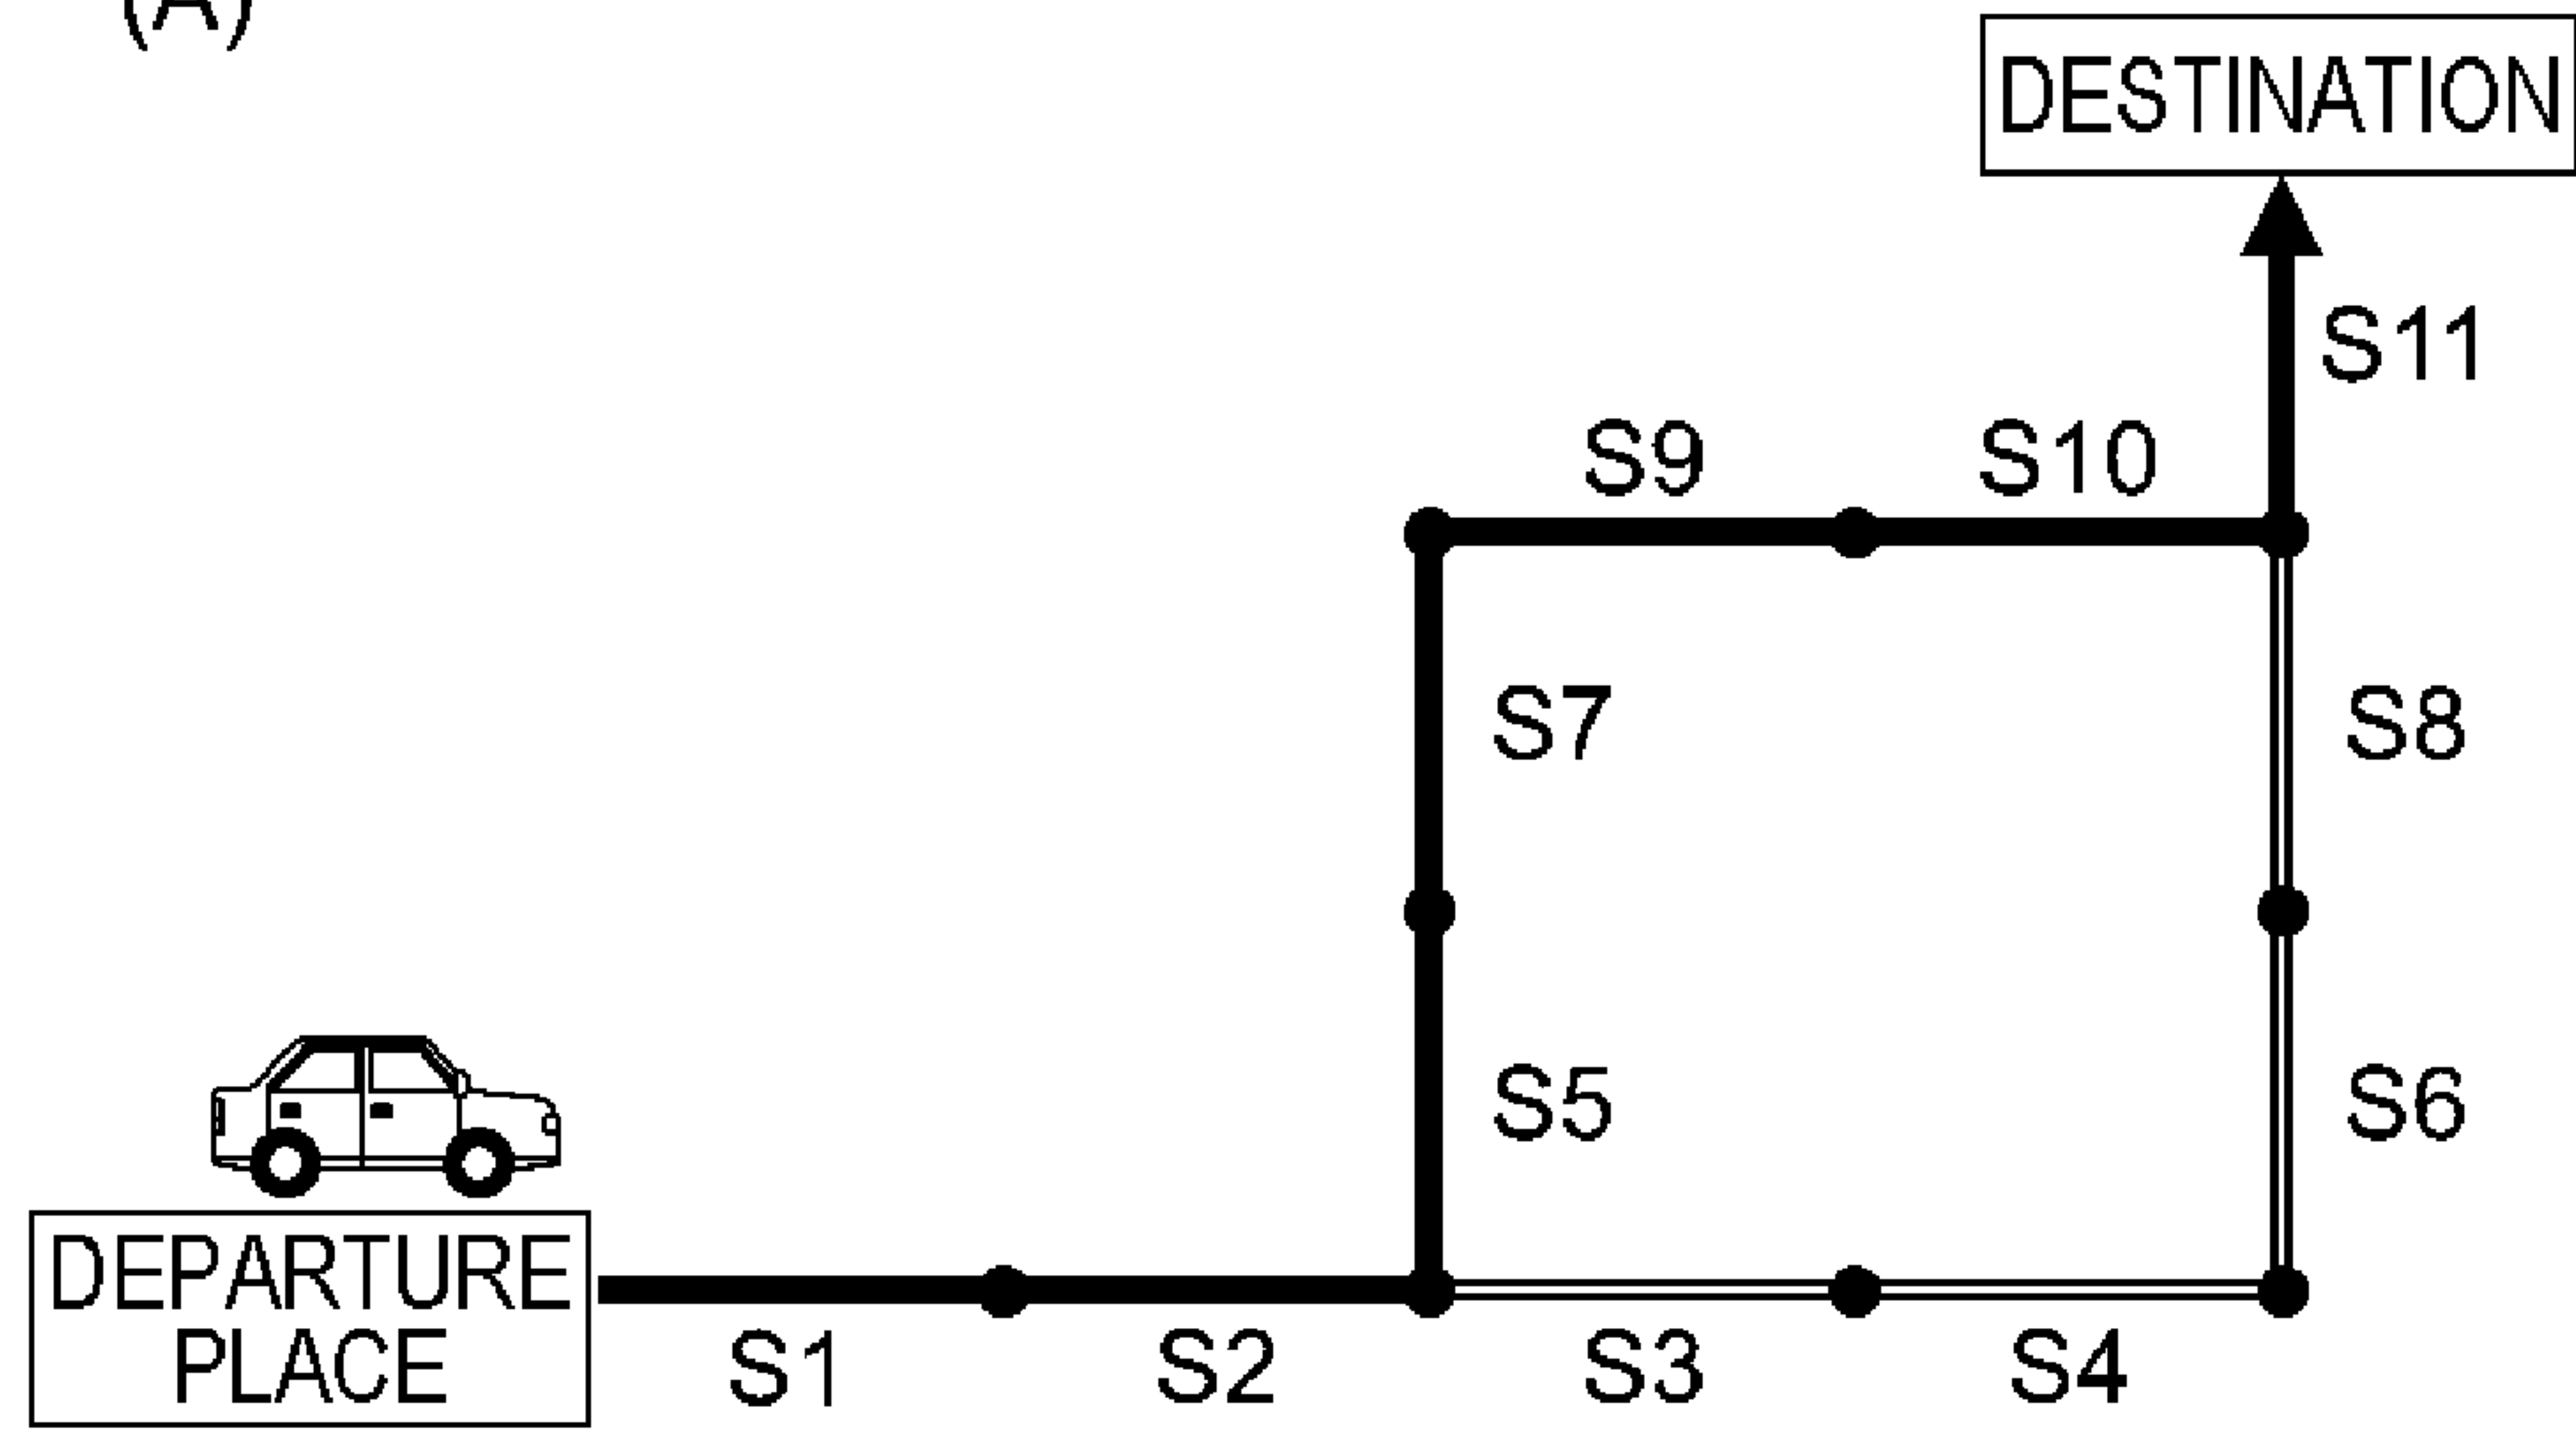 (A)
DESTINATION
S11
S9 S10
S7 S8
S5 S6
DEPARTURE
PLACE
S1 S2 S3 S4